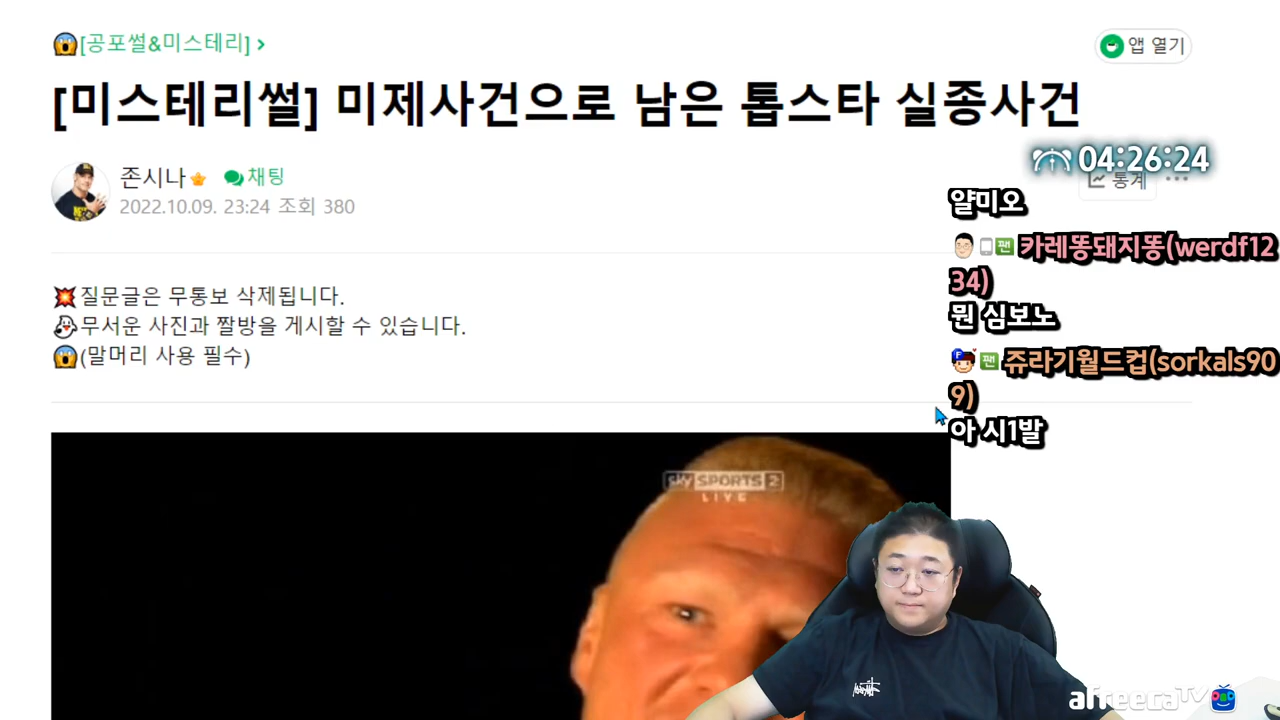 [공포썰&미스테리] >
앱 열기
[미스테리썰] 미제사건으로 남은 톱스타 실종사건
04:26:24
존시나 채팅
통계
2022.10.09. 23:24 조회 380
얄미오
팬 카레똥돼지똥(werdf12
34)
뭔 심보노
F 팬 쥬라기월드컵(sorkals90
9)
아 시1발
질문글은 무통보 삭제됩니다.
무서운 사진과 짤방을 게시할 수 있습니다.
(말머리 사용 필수)
sky SPORTS 2
LIVE
afreecaTV